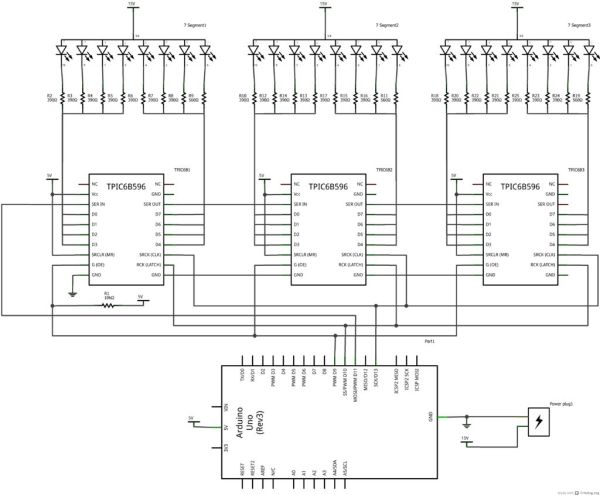 15V 15V 15V
7 Segment1 7 Segment2 7 Segment3
R2 R3 R4 R5 R6 R7 R8 R9
390Ω 390Ω 390Ω 390Ω 390Ω 390Ω 390Ω 560Ω
R10 R12 R14 R13 R17 R15 R16 R11
390Ω 390Ω 390Ω 390Ω 390Ω 390Ω 390Ω 560Ω
R18 R20 R22 R21 R25 R23 R24 R19
390Ω 390Ω 390Ω 390Ω 390Ω 390Ω 390Ω 560Ω
5V TPIC6B1 5V TPIC6B2 5V TPIC6B3
TPIC6B596
NC NC
Vcc GND
SER IN SER OUT
D0 D7
D1 D6
D2 D5
D3 D4
SRCLR (MR) SRCK (CLK)
G (OE) RCK (LATCH)
GND GND
TPIC6B596
NC NC
Vcc GND
SER IN SER OUT
D0 D7
D1 D6
D2 D5
D3 D4
SRCLR (MR) SRCK (CLK)
G (OE) RCK (LATCH)
GND GND
TPIC6B596
NC NC
Vcc GND
SER IN SER OUT
D0 D7
D1 D6
D2 D5
D3 D4
SRCLR (MR) SRCK (CLK)
G (OE) RCK (LATCH)
GND GND
R1
10kΩ
5V
Part1
TX/D0
RX/D1
D2
PWM D3
D4
PWM D5
PWM D6
D7
D8
PWM D9
SS/PWM D10
MOSI/PWM D11
MISO/D12
SCK/D13
ICSP2 MISO
ICSP2 SCK
ICSP MOSI2
VIN
5V
5V
3V3
Arduino
Uno
(Rev3)
GND
Power plug1
15V
RESET
RESET2
AREF
N/C
A0
A1
A2
A3
A4/SDA
A5/SCL
fritzing.org